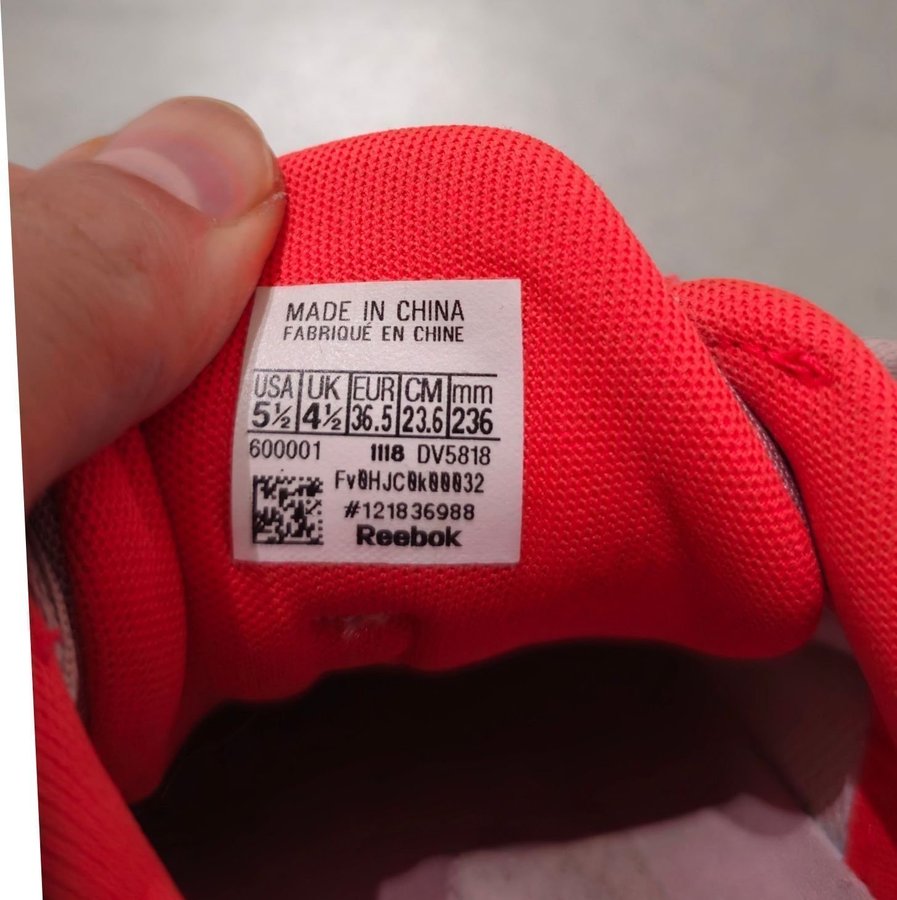 MADE IN CHINA
FABRIQUÉ EN CHINE
USA UK EUR CM mm
5½ 4½ 36.5 23.6 236
600001 1118 DV5818
Fv0HJC0k00032
#121836988
Reebok